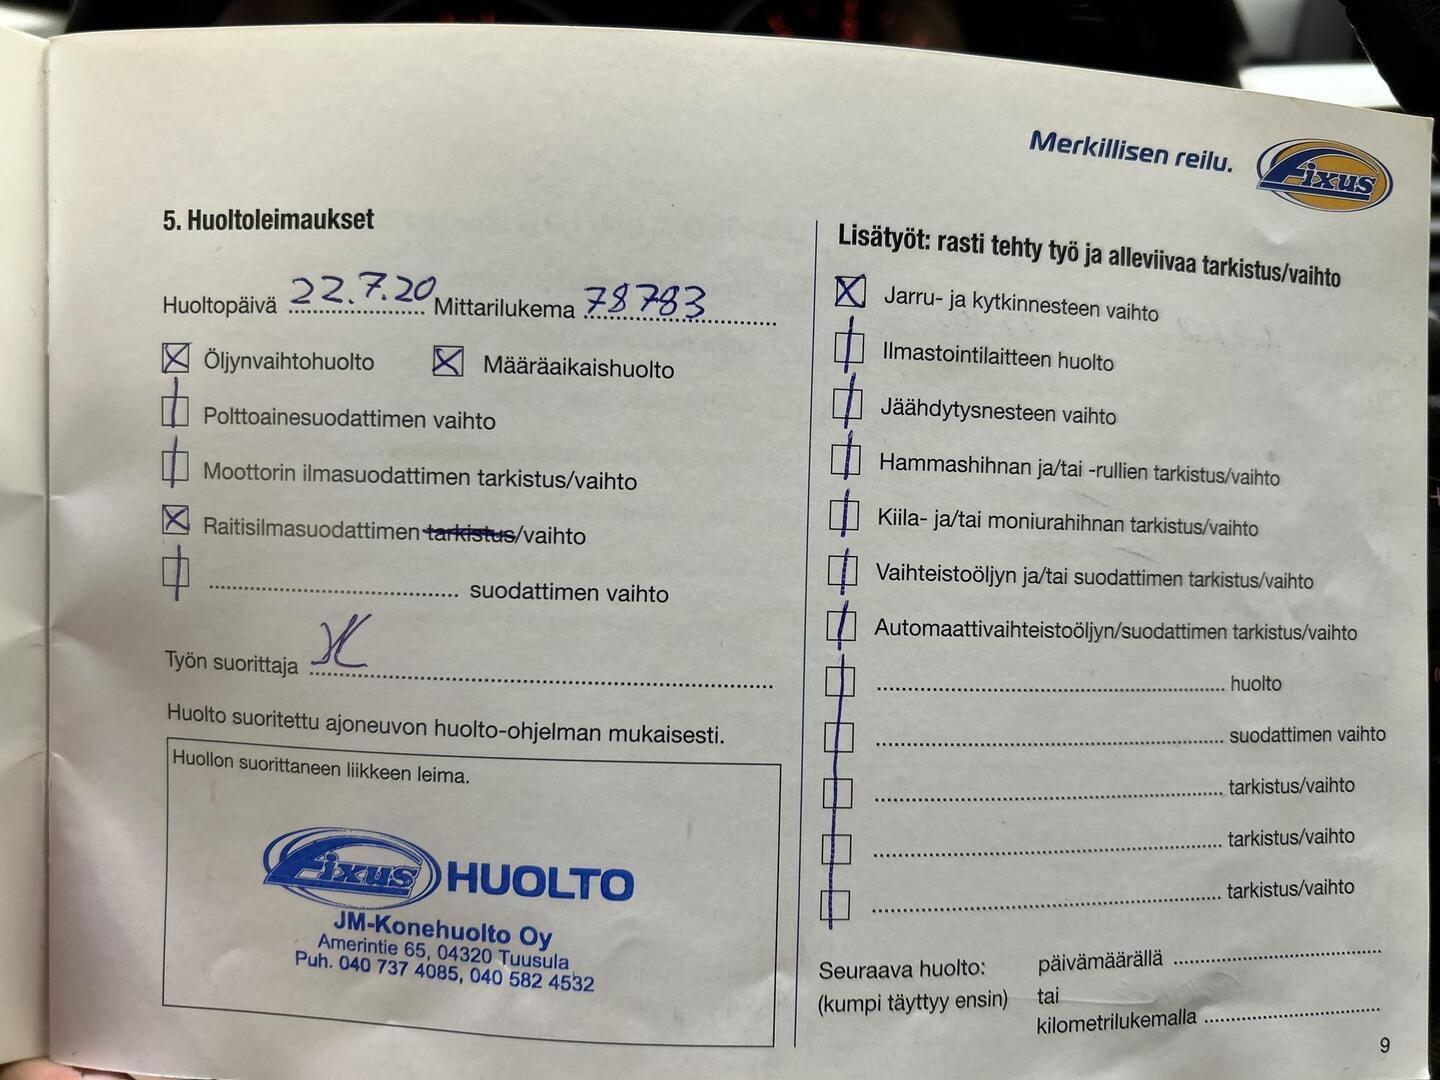 Merkillisen reilu.
Fixus
5. Huoltoleimaukset
Huoltopäivä 22.7.20 Mittarilukema 78783
Öljynvaihtohuolto Määräaikaishuolto
Polttoainesuodattimen vaihto
Moottorin ilmasuodattimen tarkistus/vaihto
Raitisilmasuodattimen tarkistus/vaihto
suodattimen vaihto
Työn suorittaja
Huolto suoritettu ajoneuvon huolto-ohjelman mukaisesti.
Huollon suorittaneen liikkeen leima.
Fixus HUOLTO
JM-Konehuolto Oy
Amerintie 65, 04320 Tuusula
Puh. 040 737 4085, 040 582 4532
Lisätyöt: rasti tehty työ ja alleviivaa tarkistus/vaihto
Jarru- ja kytkinnesteen vaihto
Ilmastointilaitteen huolto
Jäähdytysnesteen vaihto
Hammashihnan ja/tai -rullien tarkistus/vaihto
Kiila- ja/tai moniurahihnan tarkistus/vaihto
Vaihteistoöljyn ja/tai suodattimen tarkistus/vaihto
Automaattivaihteistoöljyn/suodattimen tarkistus/vaihto
huolto
suodattimen vaihto
tarkistus/vaihto
tarkistus/vaihto
tarkistus/vaihto
Seuraava huolto: päivämäärällä
(kumpi täyttyy ensin) tai
kilometrilukemalla
9